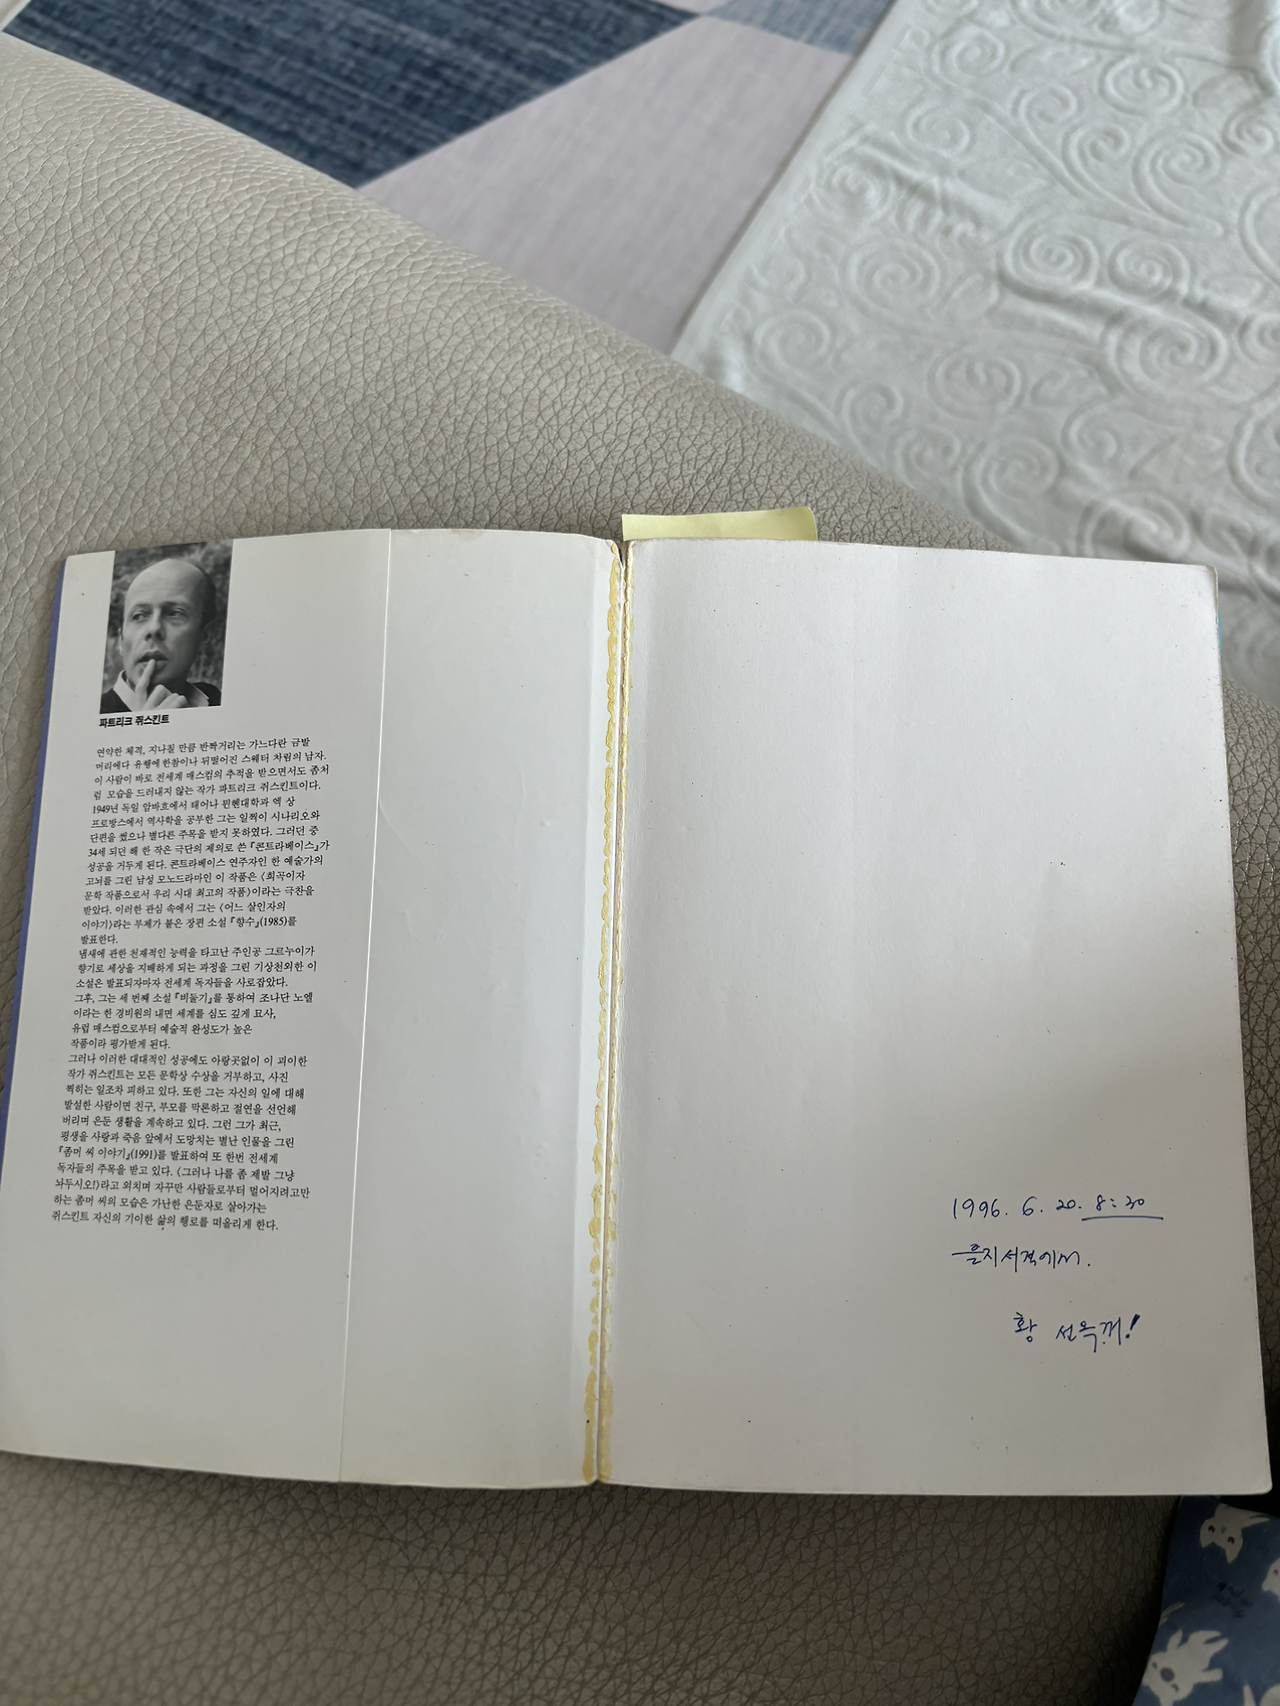 파트리크 쥐스킨트
연약한 체격, 지나칠 만큼 반짝거리는 가느다란 금발
머리에다 유행에 한참이나 뒤떨어진 스웨터 차림의 남자.
이 사람이 바로 전세계 매스컴의 추적을 받으면서도 좀처
럼 모습을 드러내지 않는 작가 파트리크 쥐스킨트이다.
1949년 독일 암바흐에서 태어나 뮌헨대학과 엑 상
프로방스에서 역사학을 공부한 그는 일찍이 시나리오와
단편을 썼으나 별다른 주목을 받지 못하였다. 그러던 중
34세 되던 해 한 작은 극단의 제의로 쓴 『콘트라베이스』가
성공을 거두게 된다. 콘트라베이스 연주자인 한 예술가의
고뇌를 그린 남성 모노드라마인 이 작품은 〈희곡이자
문학 작품으로서 우리 시대 최고의 작품〉이라는 극찬을
받았다. 이러한 관심 속에서 그는 〈어느 살인자의
이야기〉라는 부제가 붙은 장편 소설 『향수』(1985)를
발표한다.
냄새에 관한 천재적인 능력을 타고난 주인공 그르누이가
향기로 세상을 지배하게 되는 과정을 그린 기상천외한 이
소설은 발표되자마자 전세계 독자들을 사로잡았다.
그후, 그는 세 번째 소설 『비둘기』를 통하여 조나단 노엘
이라는 한 경비원의 내면 세계를 심도 깊게 묘사,
유럽 매스컴으로부터 예술적 완성도가 높은
작품이라 평가받게 된다.
그러나 이러한 대대적인 성공에도 아랑곳없이 이 괴이한
작가 쥐스킨트는 모든 문학상 수상을 거부하고, 사진
찍히는 일조차 피하고 있다. 또한 그는 자신의 일에 대해
발설한 사람이면 친구, 부모를 막론하고 절연을 선언해
버리며 은둔 생활을 계속하고 있다. 그런 그가 최근,
평생을 사랑과 죽음 앞에서 도망치는 별난 인물을 그린
『좀머 씨 이야기』(1991)를 발표하여 또 한번 전세계
독자들의 주목을 받고 있다. 〈그러나 나를 좀 제발 그냥
놔두시오!〉라고 외치며 자꾸만 사람들로부터 멀어지려고만
하는 좀머 씨의 모습은 가난한 은둔자로 살아가는
쥐스킨트 자신의 기이한 삶의 행로를 떠올리게 한다.
1996. 6. 20. 8:30
을지서적에서.
황 선옥꺼!